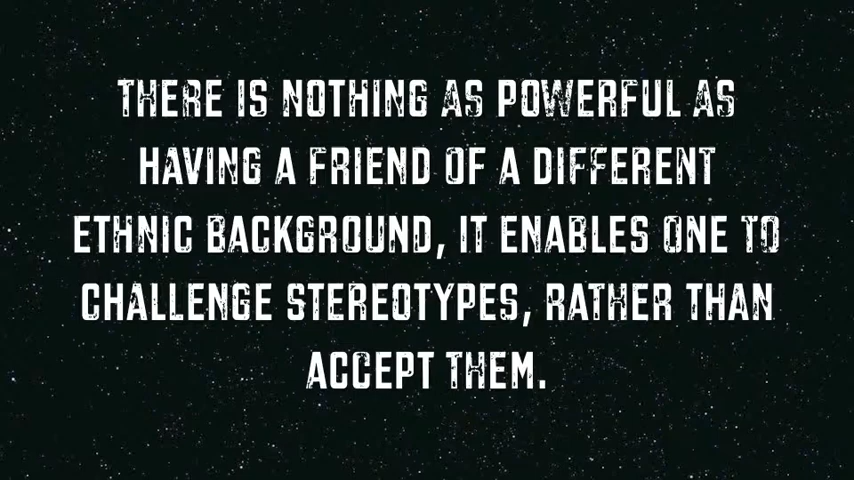 THERE IS NOTHING AS POWERFUL AS
HAVING A FRIEND OF A DIFFERENT
ETHNIC BACKGROUND, IT ENABLES ONE TO
CHALLENGE STEREOTYPES, RATHER THAN
ACCEPT THEM.